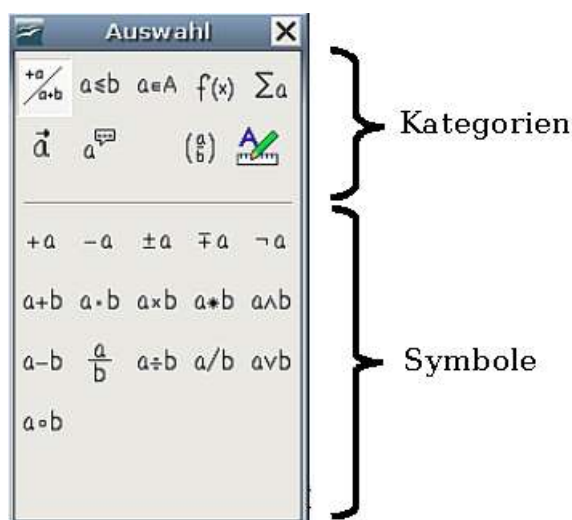 Auswahl
+a/a+b a≤b a∈A f(x) ∑a
a⃗ a (a/b) A
Kategorien
+a −a ±a ∓a ¬a
a+b a·b a×b a∗b a∧b
a−b a/b a÷b a/b a∨b
Symbole
a∘b